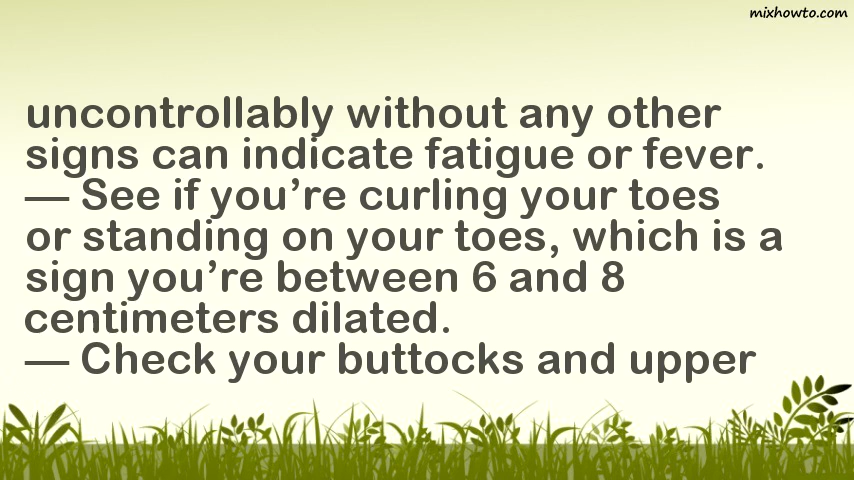 mixhowto.com
uncontrollably without any other
signs can indicate fatigue or fever.
— See if you’re curling your toes
or standing on your toes, which is a
sign you’re between 6 and 8
centimeters dilated.
— Check your buttocks and upper